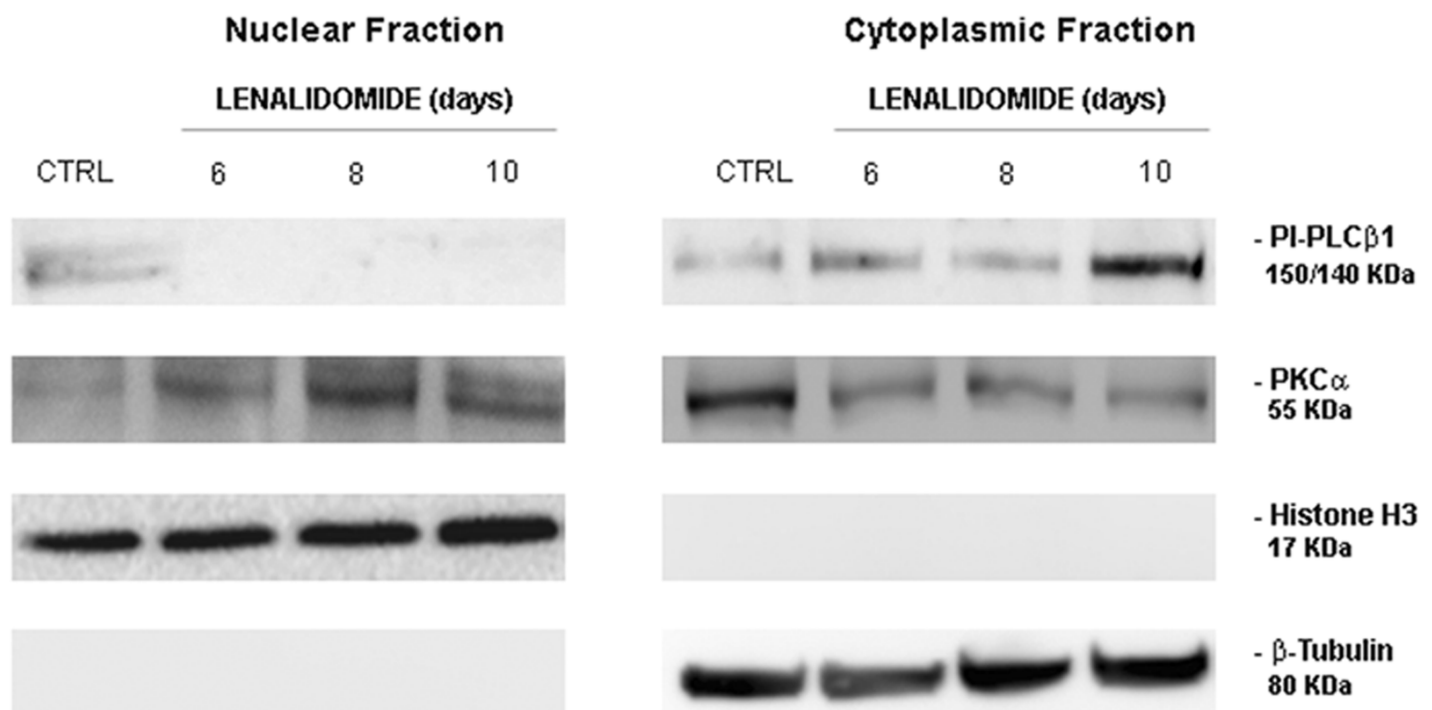 Nuclear Fraction
Cytoplasmic Fraction
LENALIDOMIDE (days)
LENALIDOMIDE (days)
CTRL 6 8 10
CTRL 6 8 10
- PI-PLCβ1
150/140 KDa
- PKCα
55 KDa
- Histone H3
17 KDa
- β-Tubulin
80 KDa